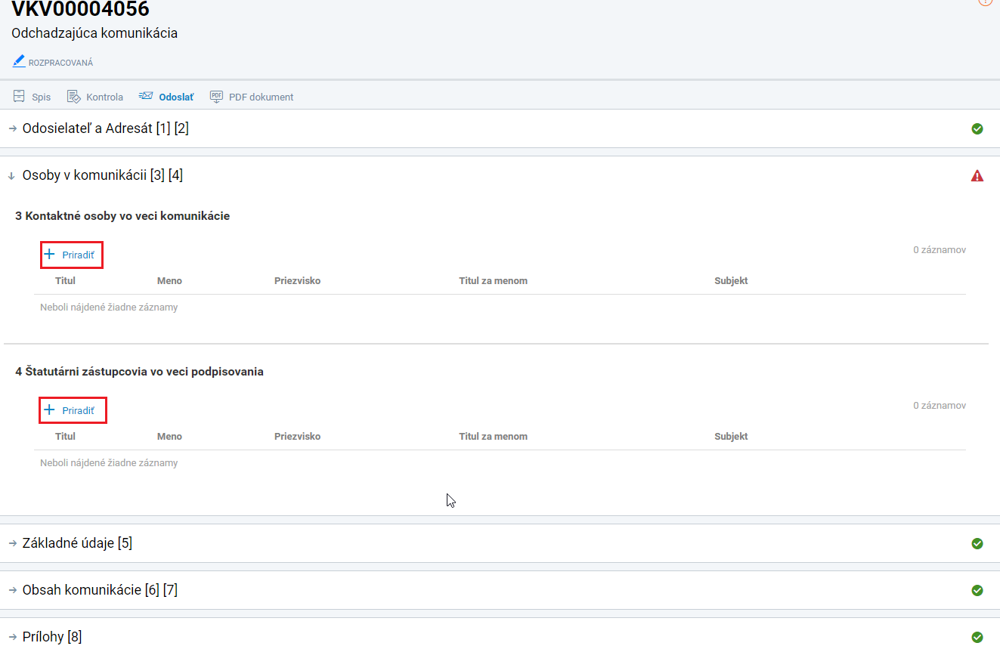 VKV00004056
Odchadzajúca komunikácia
ROZPRACOVANÁ
Spis Kontrola Odoslať PDF PDF dokument
Odosielateľ a Adresát [1] [2]
Osoby v komunikácii [3] [4]
3 Kontaktné osoby vo veci komunikácie
+ Priradiť 0 záznamov
Titul Meno Priezvisko Titul za menom Subjekt
Neboli nájdené žiadne záznamy
4 Štatutárni zástupcovia vo veci podpisovania
+ Priradiť 0 záznamov
Titul Meno Priezvisko Titul za menom Subjekt
Neboli nájdené žiadne záznamy
Základné údaje [5]
Obsah komunikácie [6] [7]
Prílohy [8]